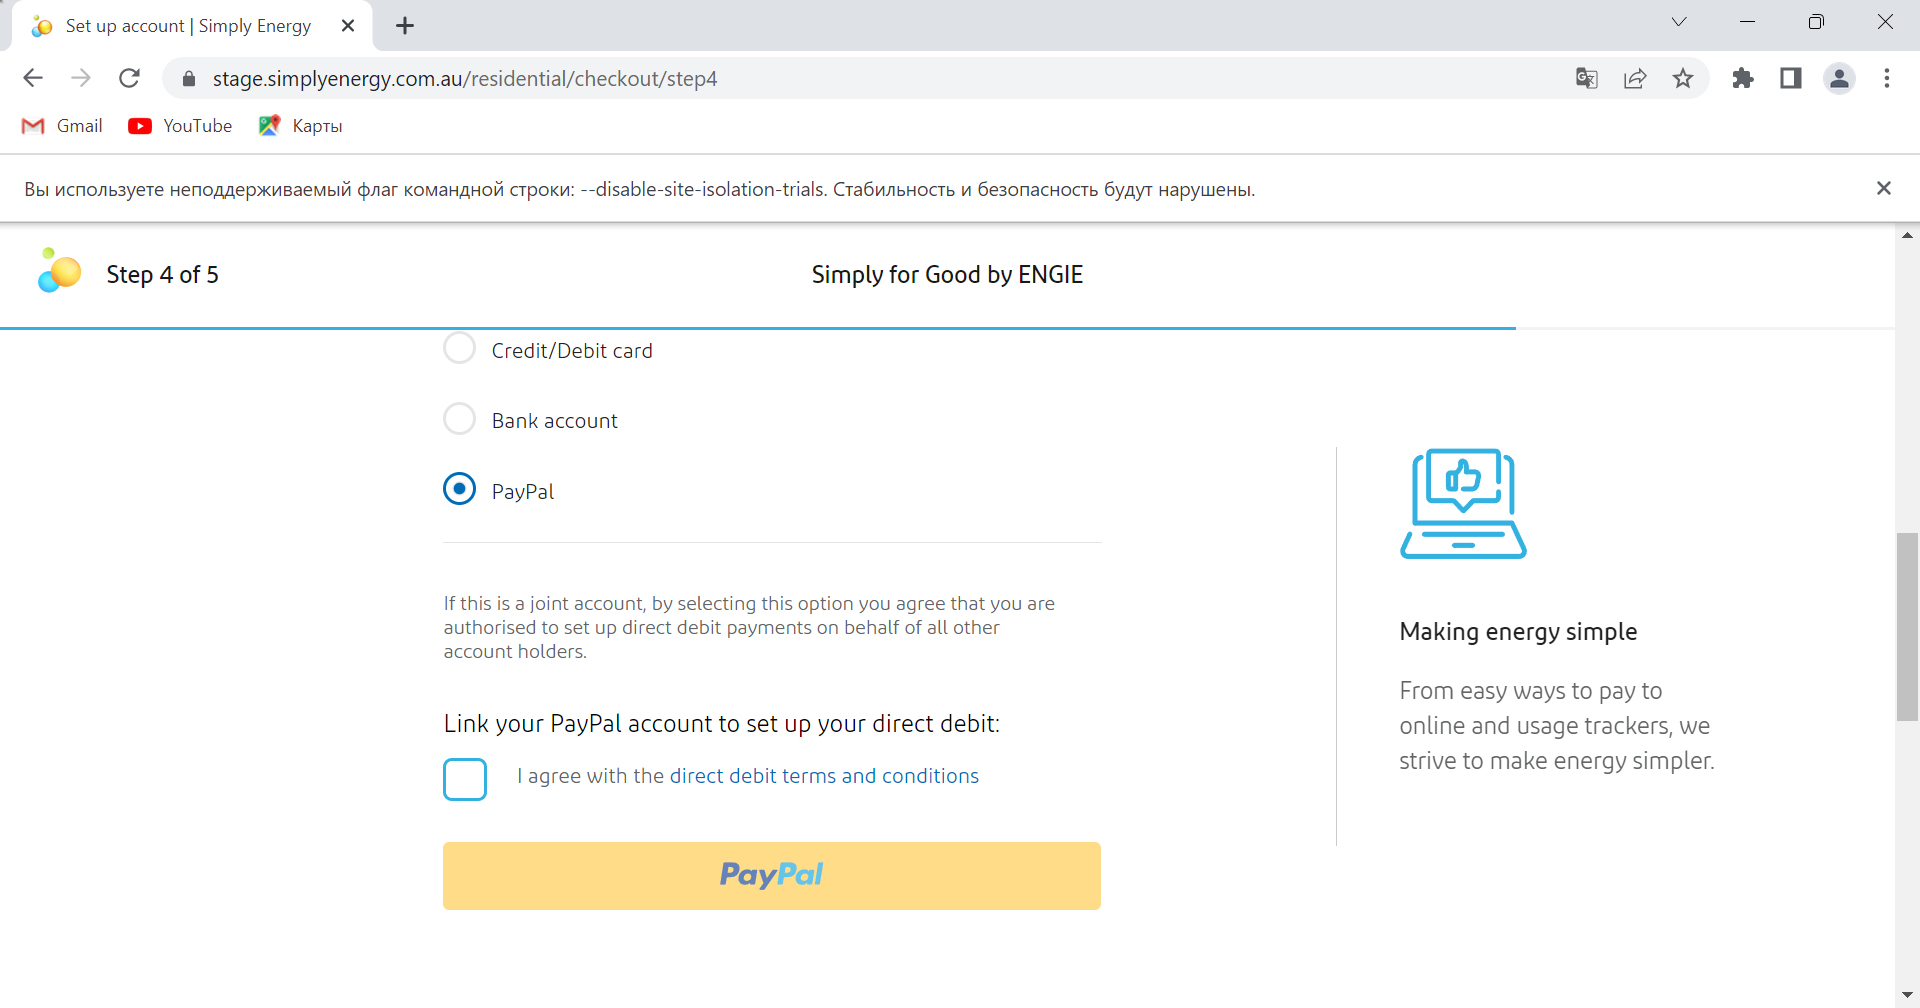 Set up account | Simply Energy
stage.simplyenergy.com.au/residential/checkout/step4
Gmail YouTube Карты
Вы используете неподдерживаемый флаг командной строки: --disable-site-isolation-trials. Стабильность и безопасность будут нарушены.
Step 4 of 5
Simply for Good by ENGIE
Credit/Debit card
Bank account
PayPal
If this is a joint account, by selecting this option you agree that you are
authorised to set up direct debit payments on behalf of all other
account holders.
Link your PayPal account to set up your direct debit:
I agree with the direct debit terms and conditions
PayPal
Making energy simple
From easy ways to pay to
online and usage trackers, we
strive to make energy simpler.